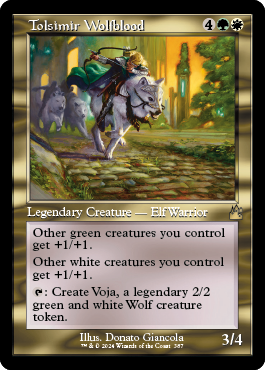 Tolsimir Wolfblood 4
Legendary Creature — Elf Warrior
Other green creatures you control
get +1/+1.
Other white creatures you control
get +1/+1.
: Create Voja, a legendary 2/2
green and white Wolf creature
token.
Illus. Donato Giancola
™ & © 2024 Wizards of the Coast 387
3/4